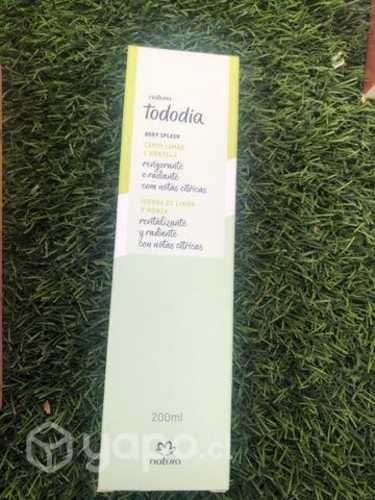 natura
tododia
BODY SPLASH
CAPIM LIMÃO
E HORTELÃ
revigorante
e radiante
com notas cítricas
HIERBA DE LIMÓN
Y MENTA
revitalizante
y radiante
con notas cítricas
200ml
natura
yapo.cl